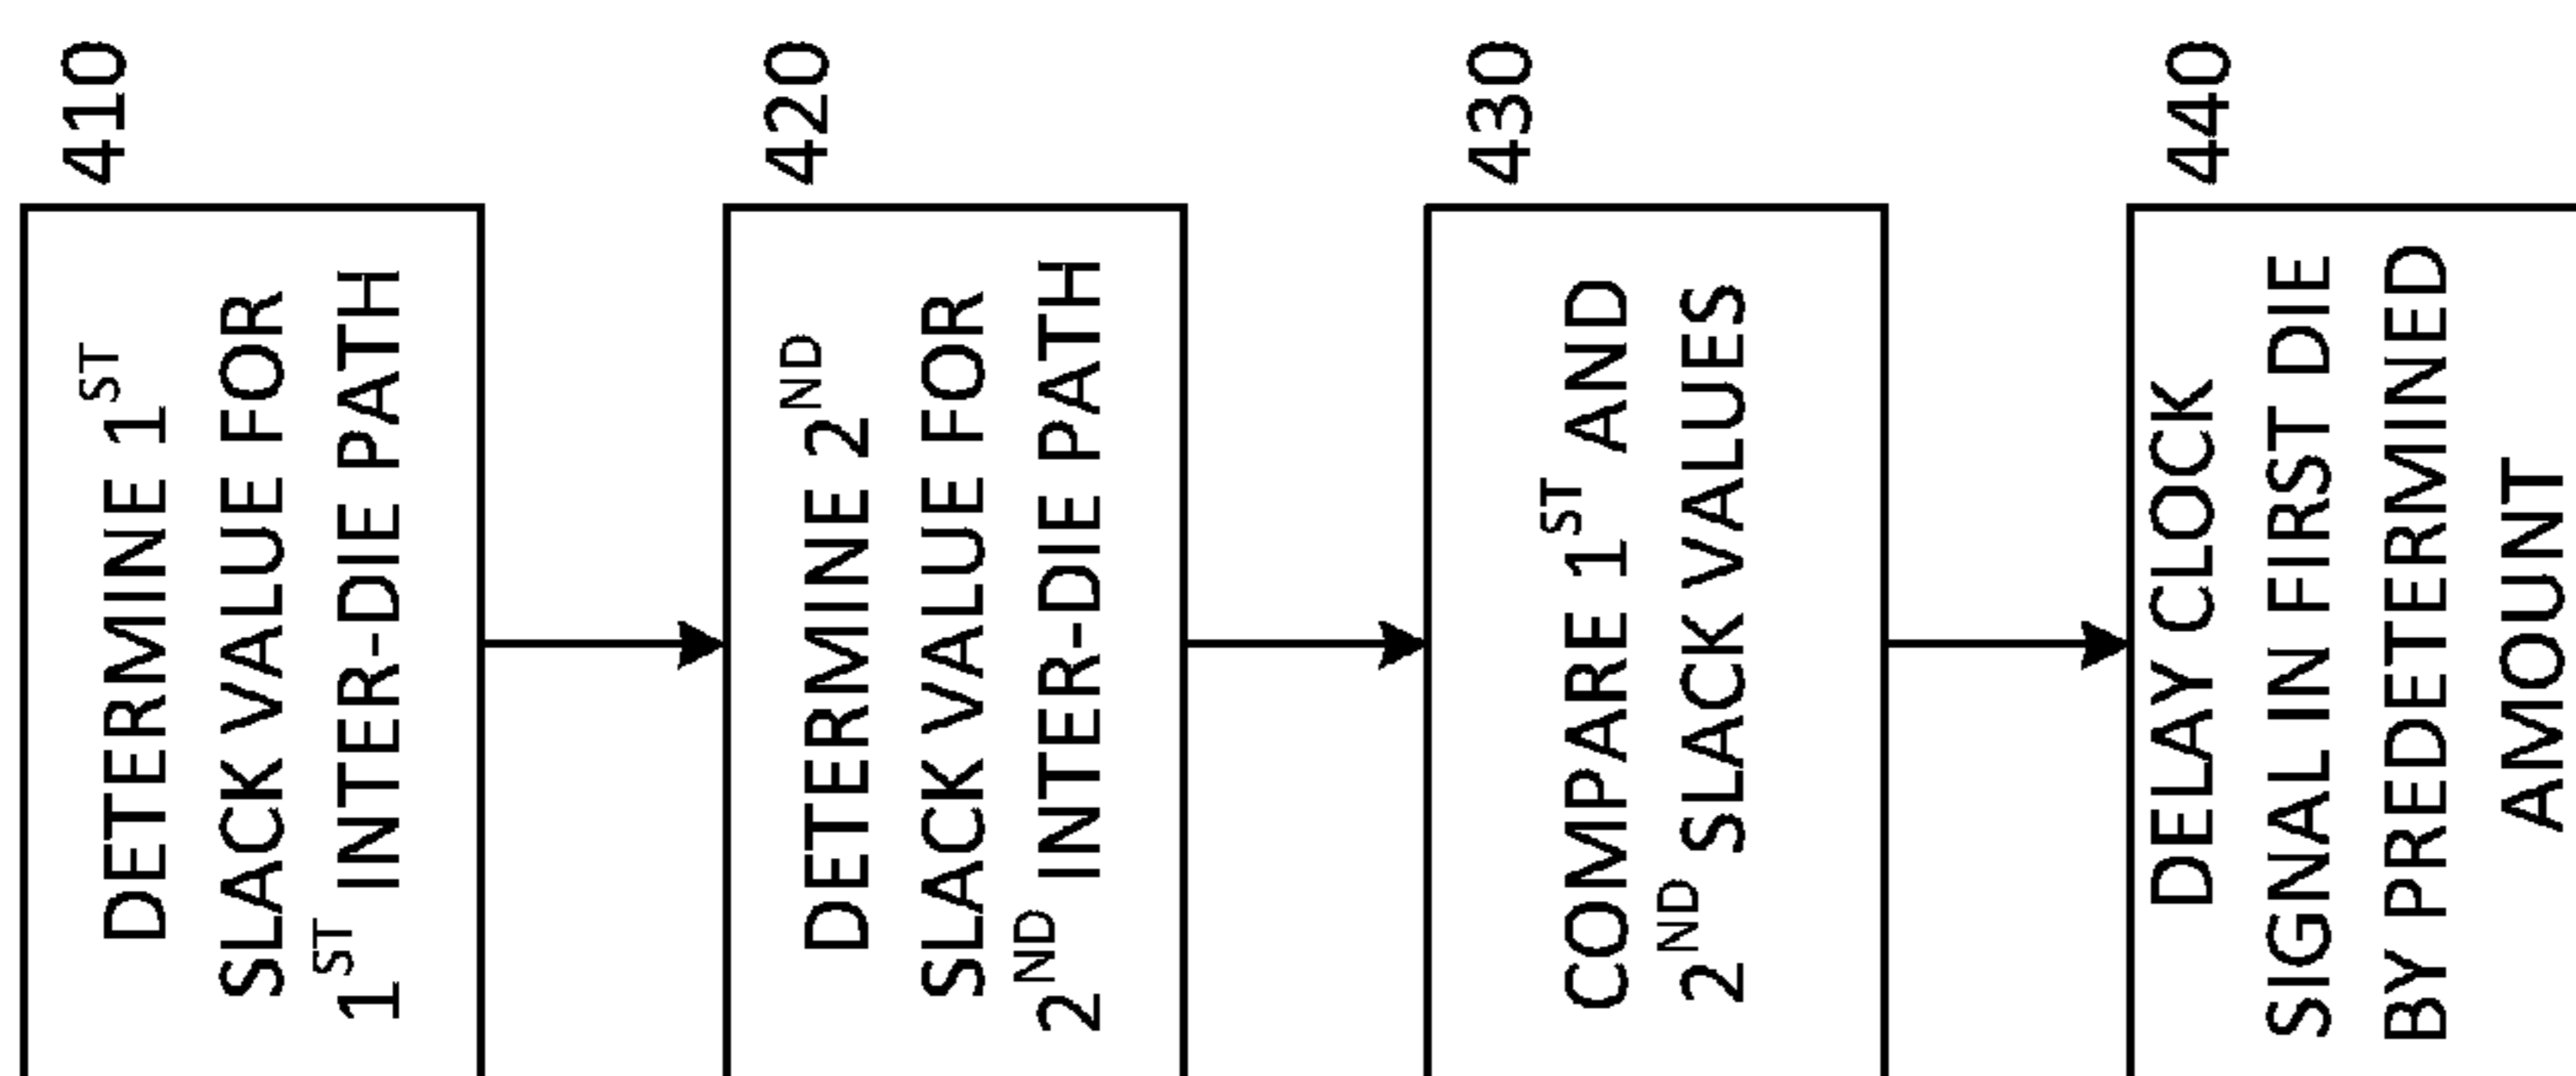 410
DETERMINE 1ST
SLACK VALUE FOR
1ST INTER-DIE PATH
420
DETERMINE 2ND
SLACK VALUE FOR
2ND INTER-DIE PATH
430
COMPARE 1ST AND
2ND SLACK VALUES
440
DELAY CLOCK
SIGNAL IN FIRST DIE
BY PREDETERMINED
AMOUNT